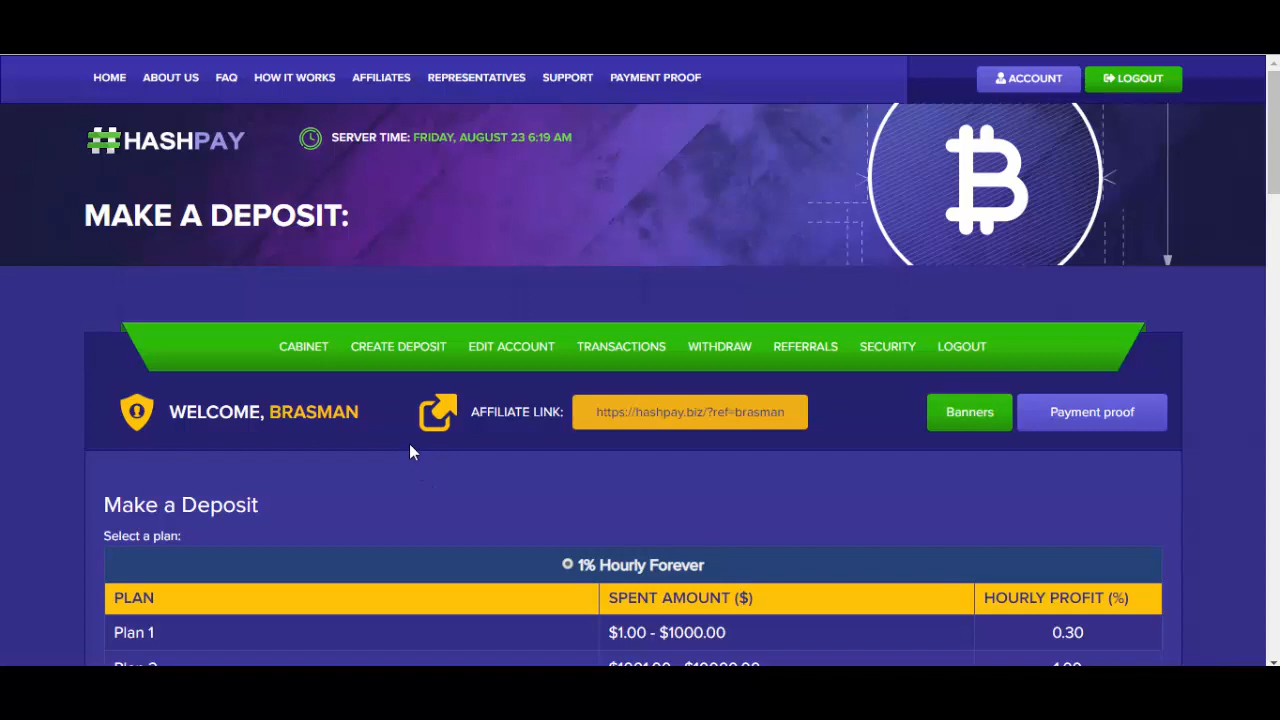 HOME ABOUT US FAQ HOW IT WORKS AFFILIATES REPRESENTATIVES SUPPORT PAYMENT PROOF ACCOUNT LOGOUT
#HASHPAY SERVER TIME: FRIDAY, AUGUST 23 6:19 AM
MAKE A DEPOSIT:
CABINET CREATE DEPOSIT EDIT ACCOUNT TRANSACTIONS WITHDRAW REFERRALS SECURITY LOGOUT
WELCOME, BRASMAN AFFILIATE LINK: https://hashpay.biz/?ref=brasman Banners Payment proof
Make a Deposit
Select a plan:
1% Hourly Forever
PLAN SPENT AMOUNT ($) HOURLY PROFIT (%)
Plan 1 $1.00 - $1000.00 0.30